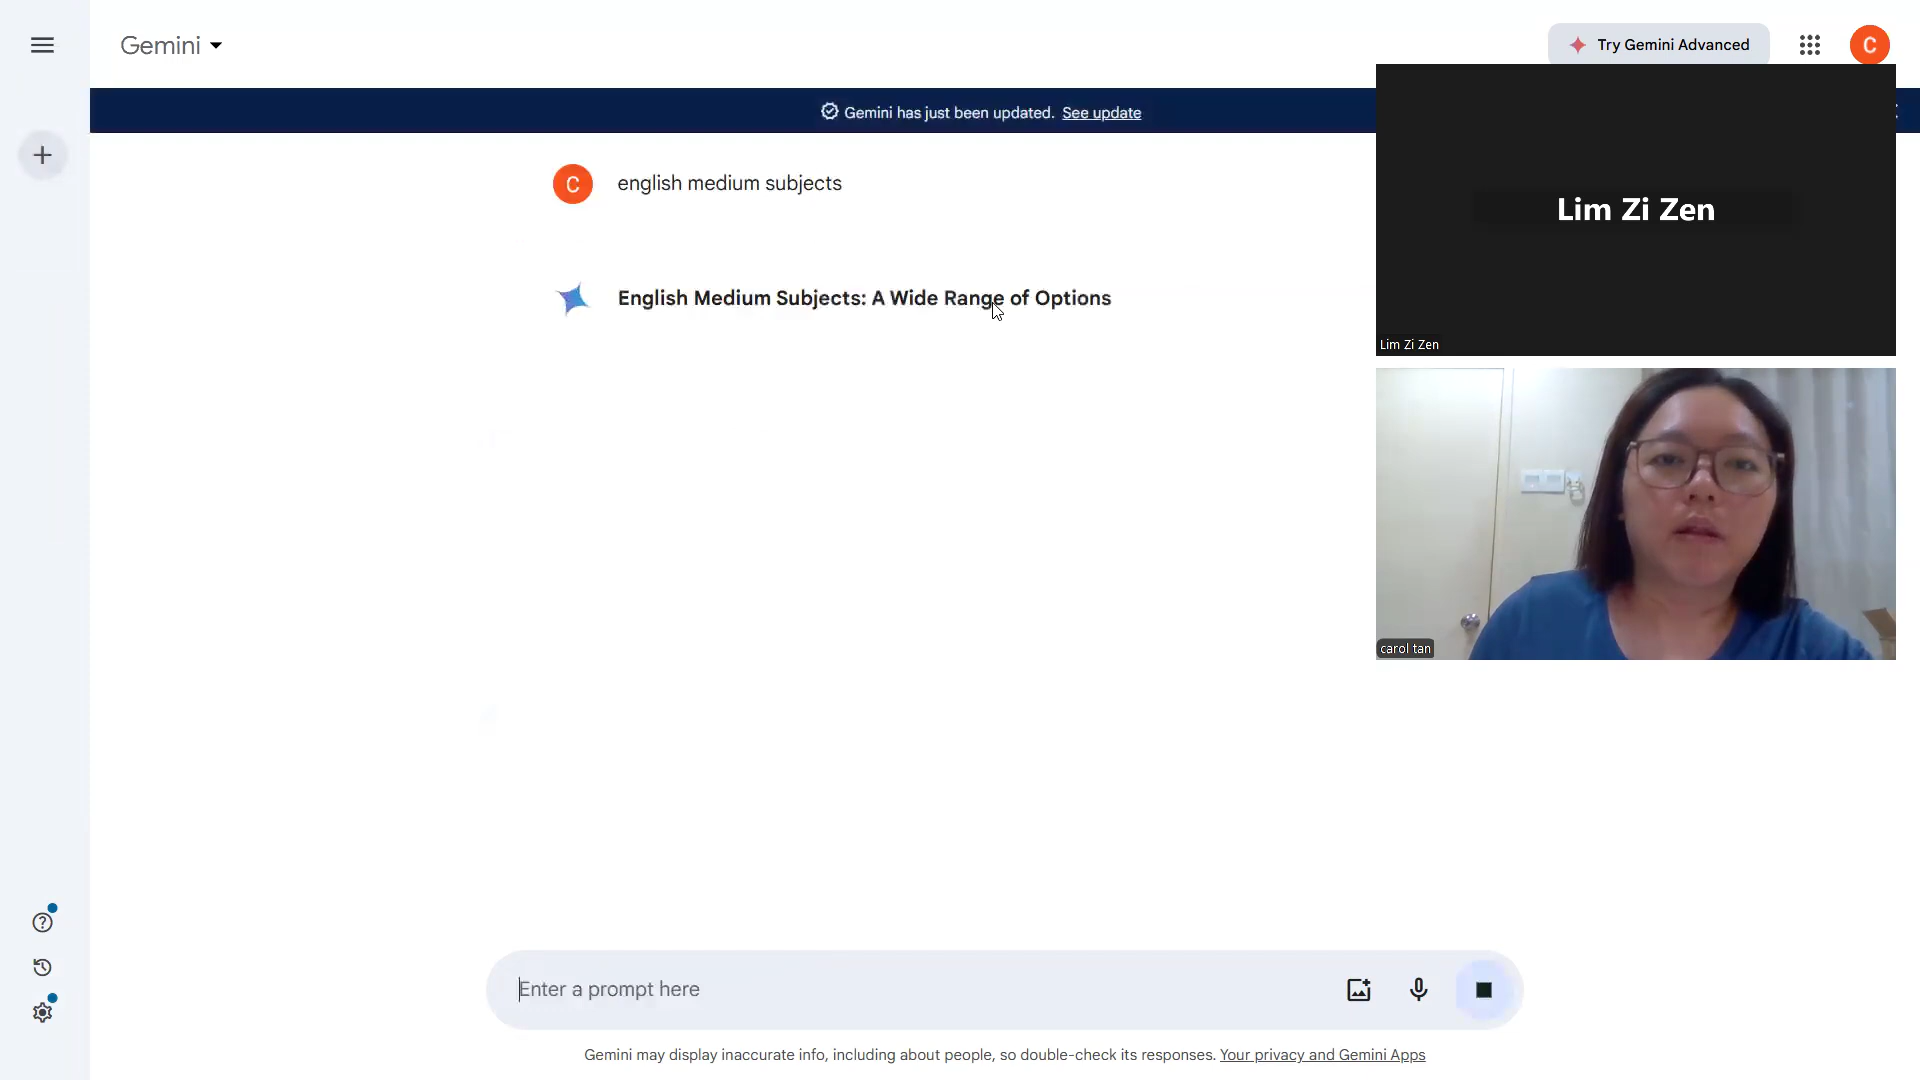 Gemini
Try Gemini Advanced
C
Gemini has just been updated. See update
C
english medium subjects
English Medium Subjects: A Wide Range of Options
Lim Zi Zen
Lim Zi Zen
carol tan
Enter a prompt here
Gemini may display inaccurate info, including about people, so double-check its responses. Your privacy and Gemini Apps